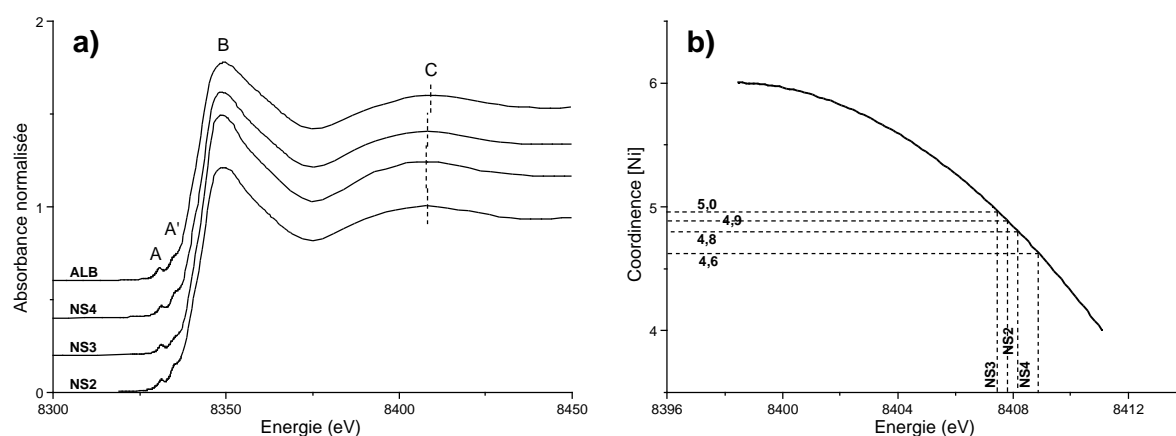 a)
Absorbance normalisée
2
1
0
B
C
A'
A
ALB
NS4
NS3
NS2
8300
8350
8400
8450
Energie (eV)
b)
Coordinence [Ni]
6
5
4
5,0
4,9
4,8
4,6
NS3
NS2
NS4
8396
8400
8404
8408
8412
Energie (eV)